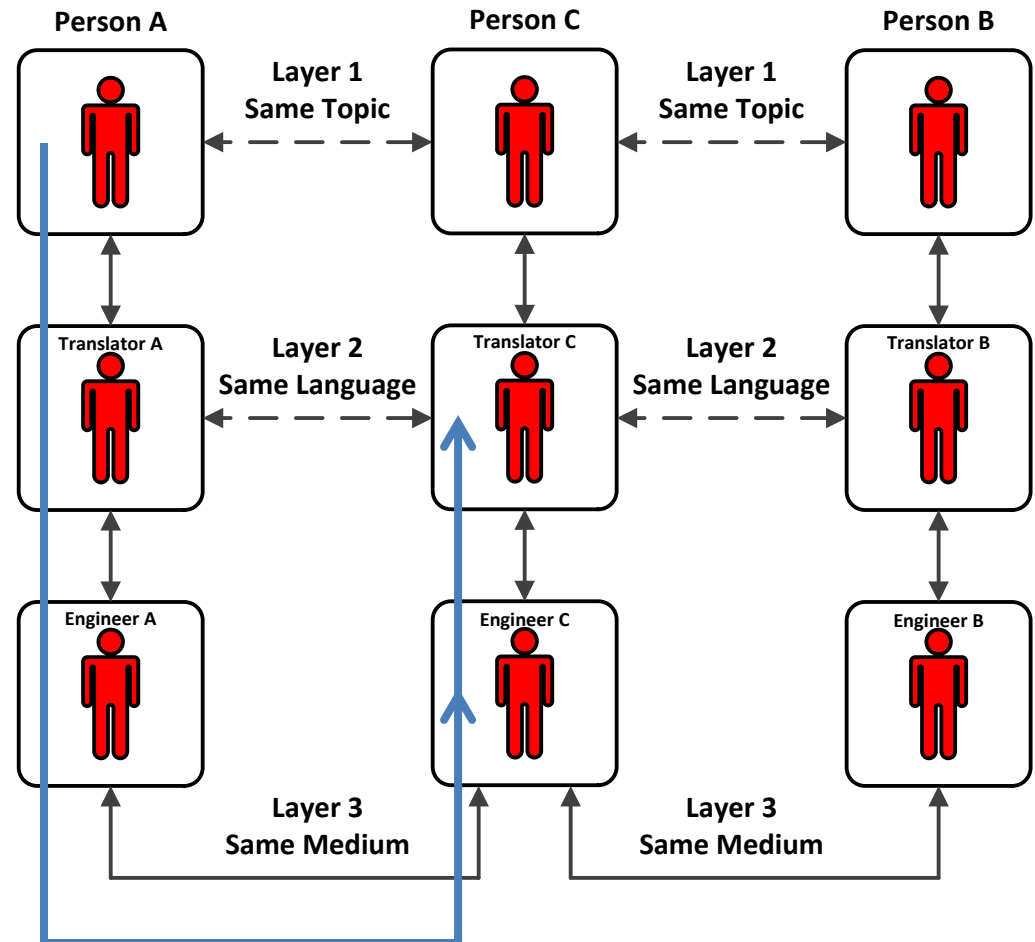 Person A
Person C
Person B
Layer 1
Same Topic
Layer 1
Same Topic
Translator A
Translator C
Translator B
Layer 2
Same Language
Layer 2
Same Language
Engineer A
Engineer C
Engineer B
Layer 3
Same Medium
Layer 3
Same Medium